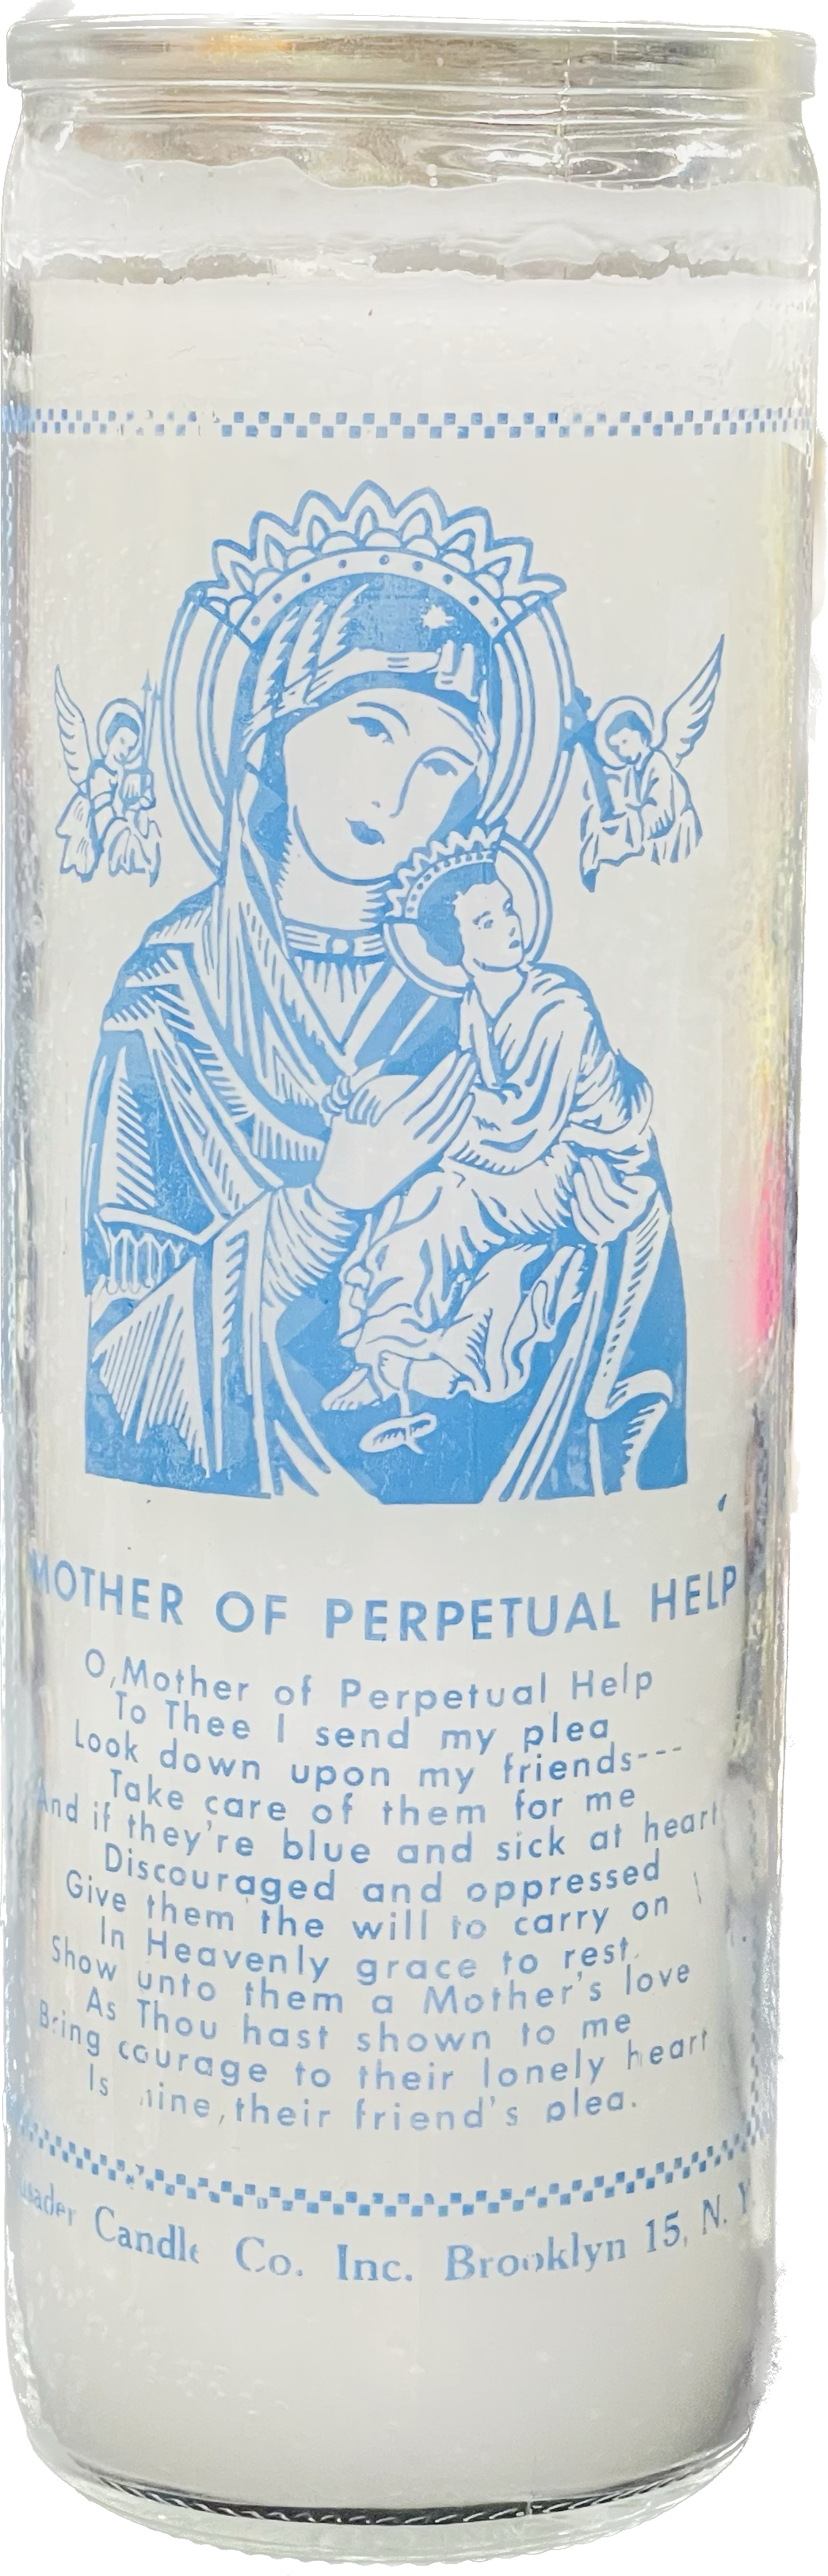 MOTHER OF PERPETUAL HELP
O, Mother of Perpetual Help
To Thee I send my plea
Look down upon my friends---
Take care of them for me
And if they're blue and sick at heart
Discouraged and oppressed
Give them the will to carry on
In Heavenly grace to rest.
Show unto them a Mother's love
As Thou hast shown to me
Bring courage to their lonely heart
Is mine, their friend's plea.
Candle Co. Inc. Brooklyn 15, N. Y.